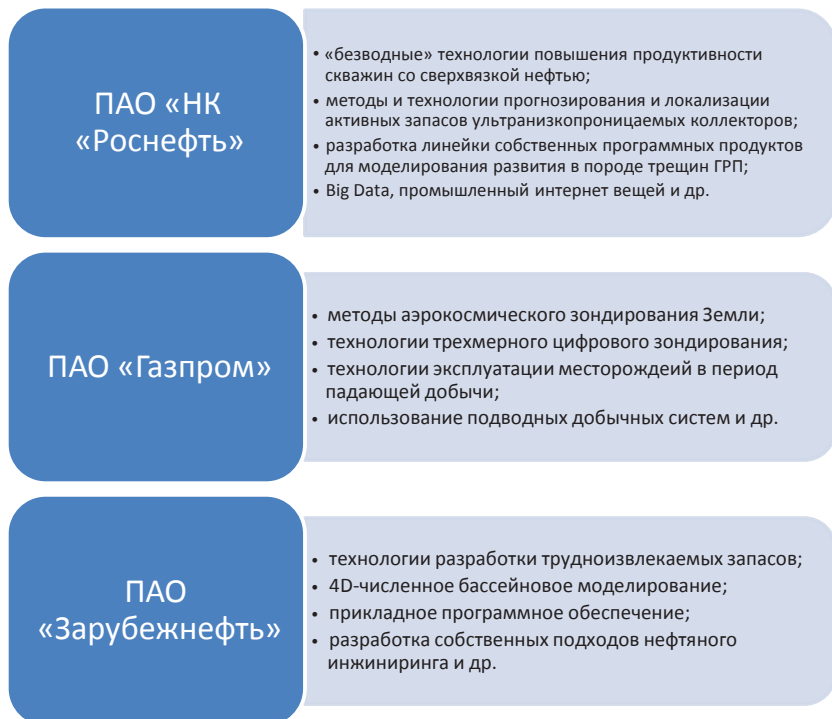 ПАО «НК
«Роснефть»
• «безводные» технологии повышения продуктивности
скважин со сверхвязкой нефтью;
• методы и технологии прогнозирования и локализации
активных запасов ультранизкопроницаемых коллекторов;
• разработка линейки собственных программных продуктов
для моделирования развития в породе трещин ГРП;
• Big Data, промышленный интернет вещей и др.
ПАО «Газпром»
• методы аэрокосмического зондирования Земли;
• технологии трехмерного цифрового зондирования;
• технологии эксплуатации месторождеий в период
падающей добычи;
• использование подводных добычных систем и др.
ПАО
«Зарубежнефть»
• технологии разработки трудноизвлекаемых запасов;
• 4D-численное бассейновое моделирование;
• прикладное программное обеспечение;
• разработка собственных подходов нефтяного
инжиниринга и др.